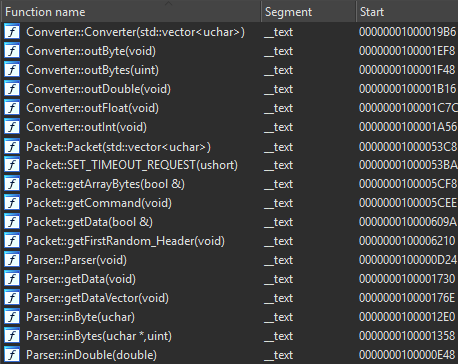 Function name Segment Start
Converter::Converter(std::vector<uchar>) __text 00000001000019B6
Converter::outByte(void) __text 0000000100001EF8
Converter::outBytes(uint) __text 0000000100001F48
Converter::outDouble(void) __text 0000000100001B16
Converter::outFloat(void) __text 0000000100001C7C
Converter::outInt(void) __text 0000000100001A56
Packet::Packet(std::vector<uchar>) __text 00000001000053C8
Packet::SET_TIMEOUT_REQUEST(ushort) __text 00000001000053BA
Packet::getArrayBytes(bool &) __text 0000000100005CF8
Packet::getCommand(void) __text 0000000100005CEE
Packet::getData(bool &) __text 000000010000609A
Packet::getFirstRandom_Header(void) __text 0000000100006210
Parser::Parser(void) __text 0000000100000D24
Parser::getData(void) __text 0000000100001730
Parser::getDataVector(void) __text 000000010000176E
Parser::inByte(uchar) __text 00000001000012E0
Parser::inBytes(uchar *,uint) __text 0000000100001358
Parser::inDouble(double) __text 0000000100000E48